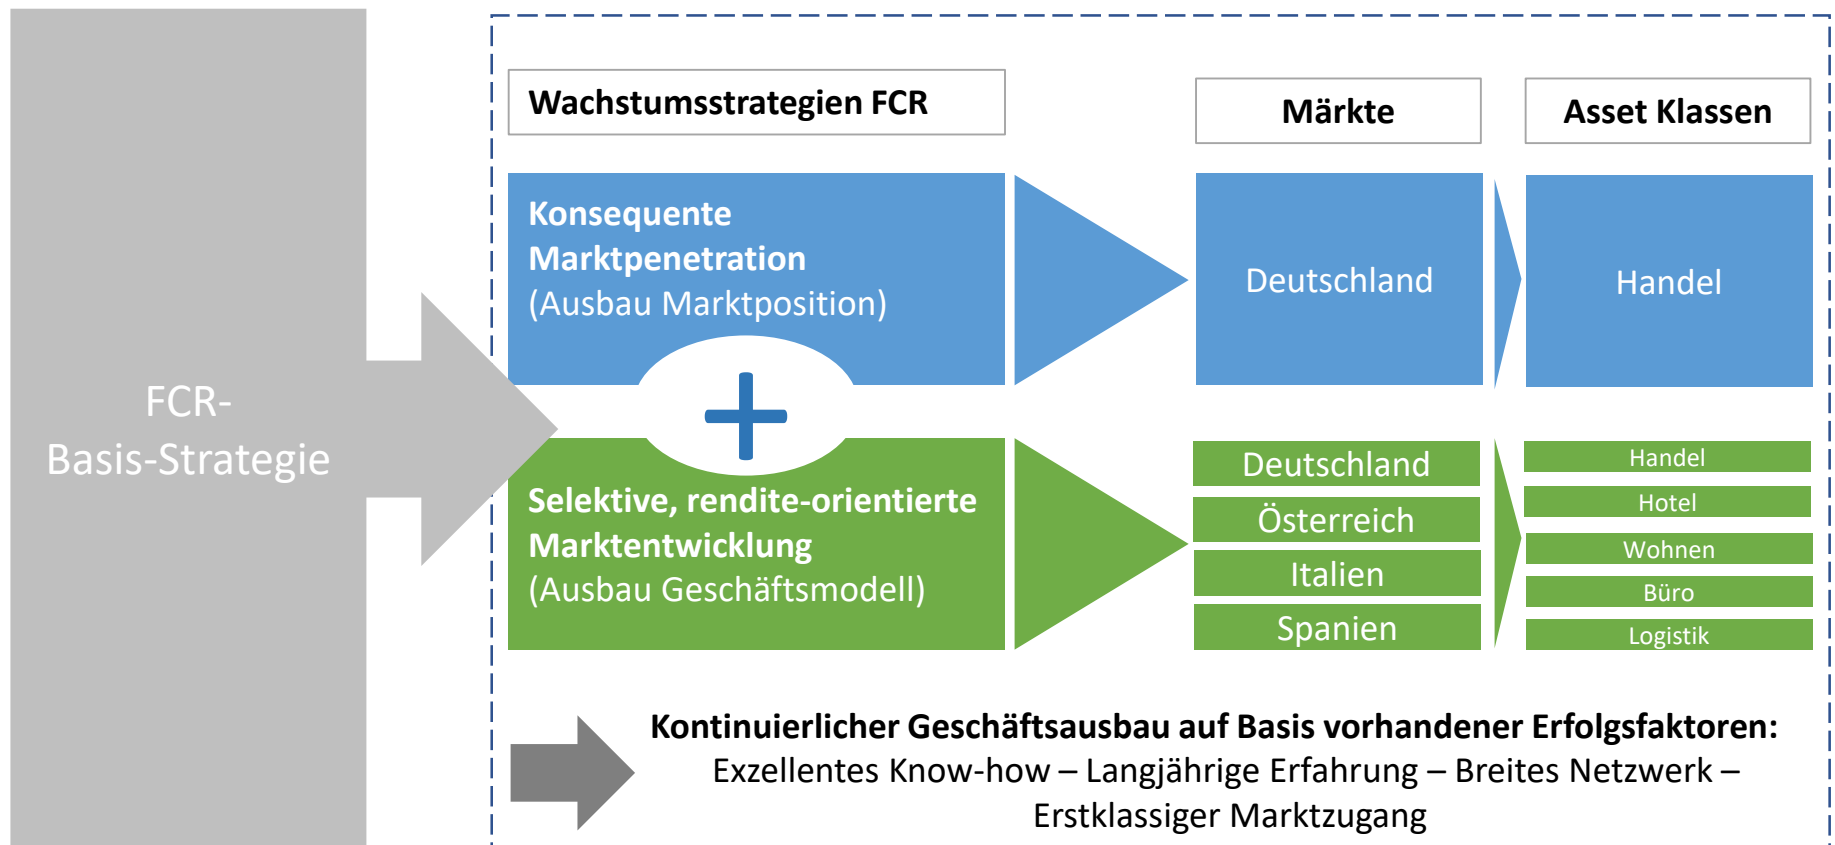 FCR-
Basis-Strategie
Wachstumsstrategien FCR
Märkte
Asset Klassen
Konsequente
Marktpenetration
(Ausbau Marktposition)
Deutschland
Handel
Selektive, rendite-orientierte
Marktentwicklung
(Ausbau Geschäftsmodell)
Deutschland
Österreich
Italien
Spanien
Handel
Hotel
Wohnen
Büro
Logistik
Kontinuierlicher Geschäftsausbau auf Basis vorhandener Erfolgsfaktoren:
Exzellentes Know-how – Langjährige Erfahrung – Breites Netzwerk –
Erstklassiger Marktzugang